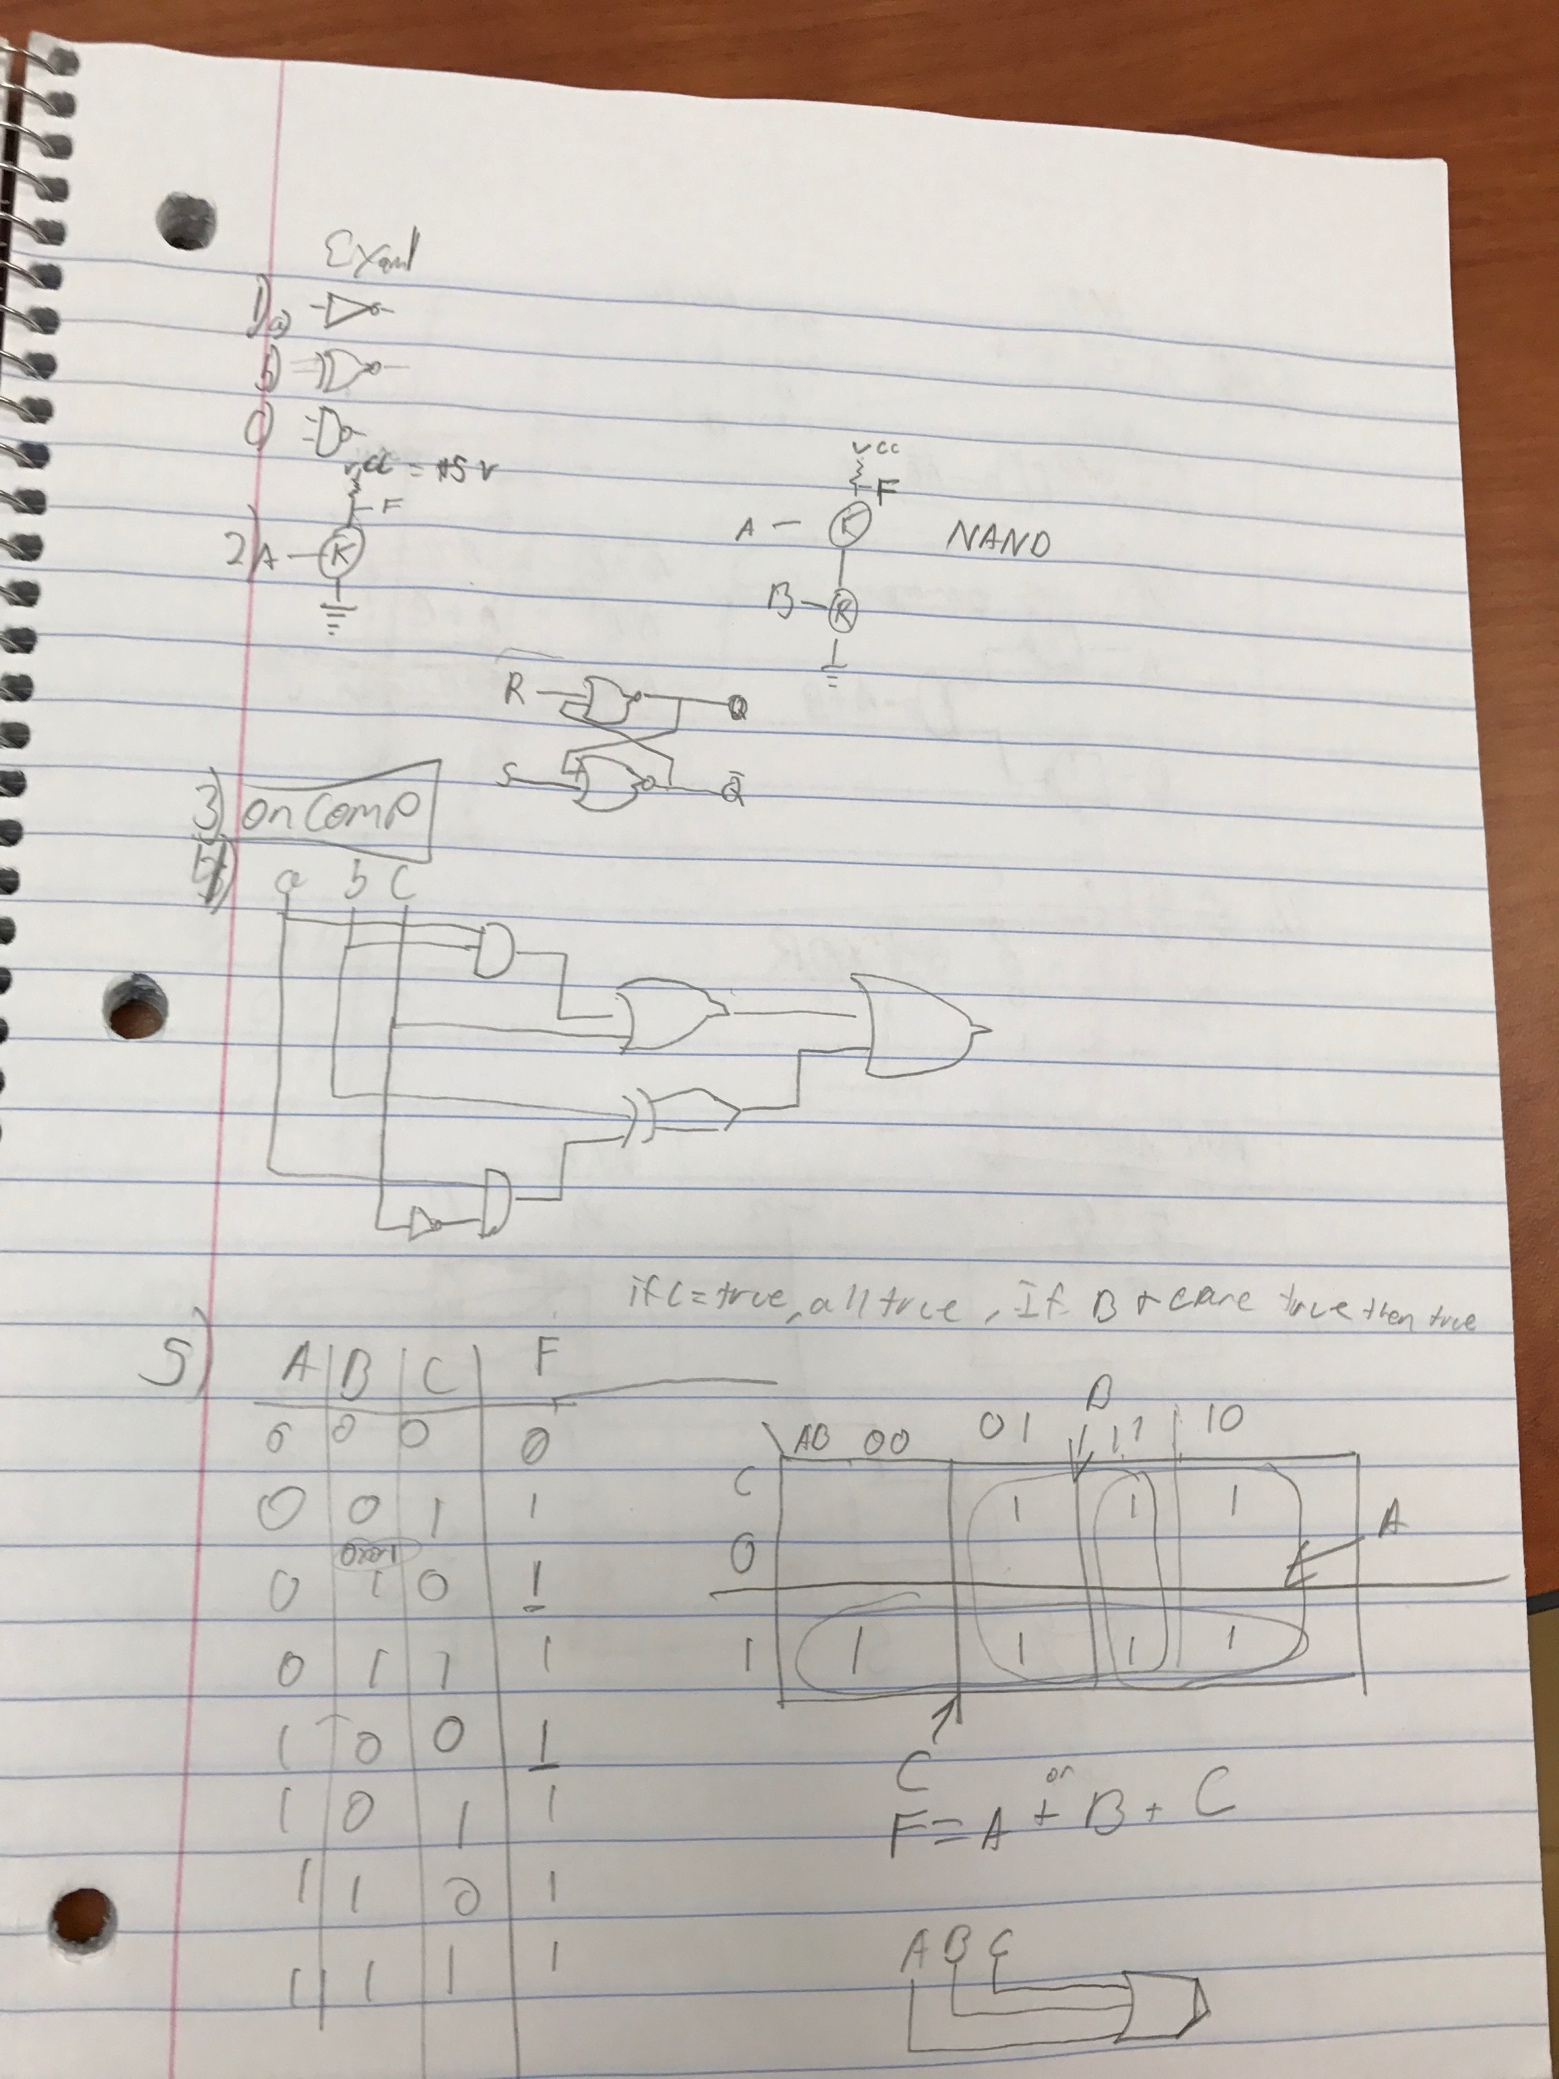 Exam1
1) a)
b)
c)
vcc = +5v
F
2) A K
vcc
F
A K NAND
B K
R Q
S Q̄
3) on comp
4)
a b c
if C = true, all true, If B + are true then true
5) A B C F
0 0 0 0
0 0 1 1
0 1 0 1
0 1 1 1
1 0 0 1
1 0 1 1
1 1 0 1
1 1 1 1
B
AB 00 01 11 10
C
0 1 1 1
A
1 1 1 1 1
C
or
F = A + B + C
A B C